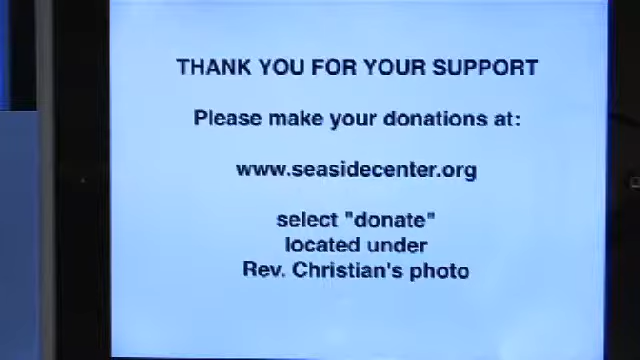 THANK YOU FOR YOUR SUPPORT
Please make your donations at:
www.seasidecenter.org
select "donate"
located under
Rev. Christian's photo